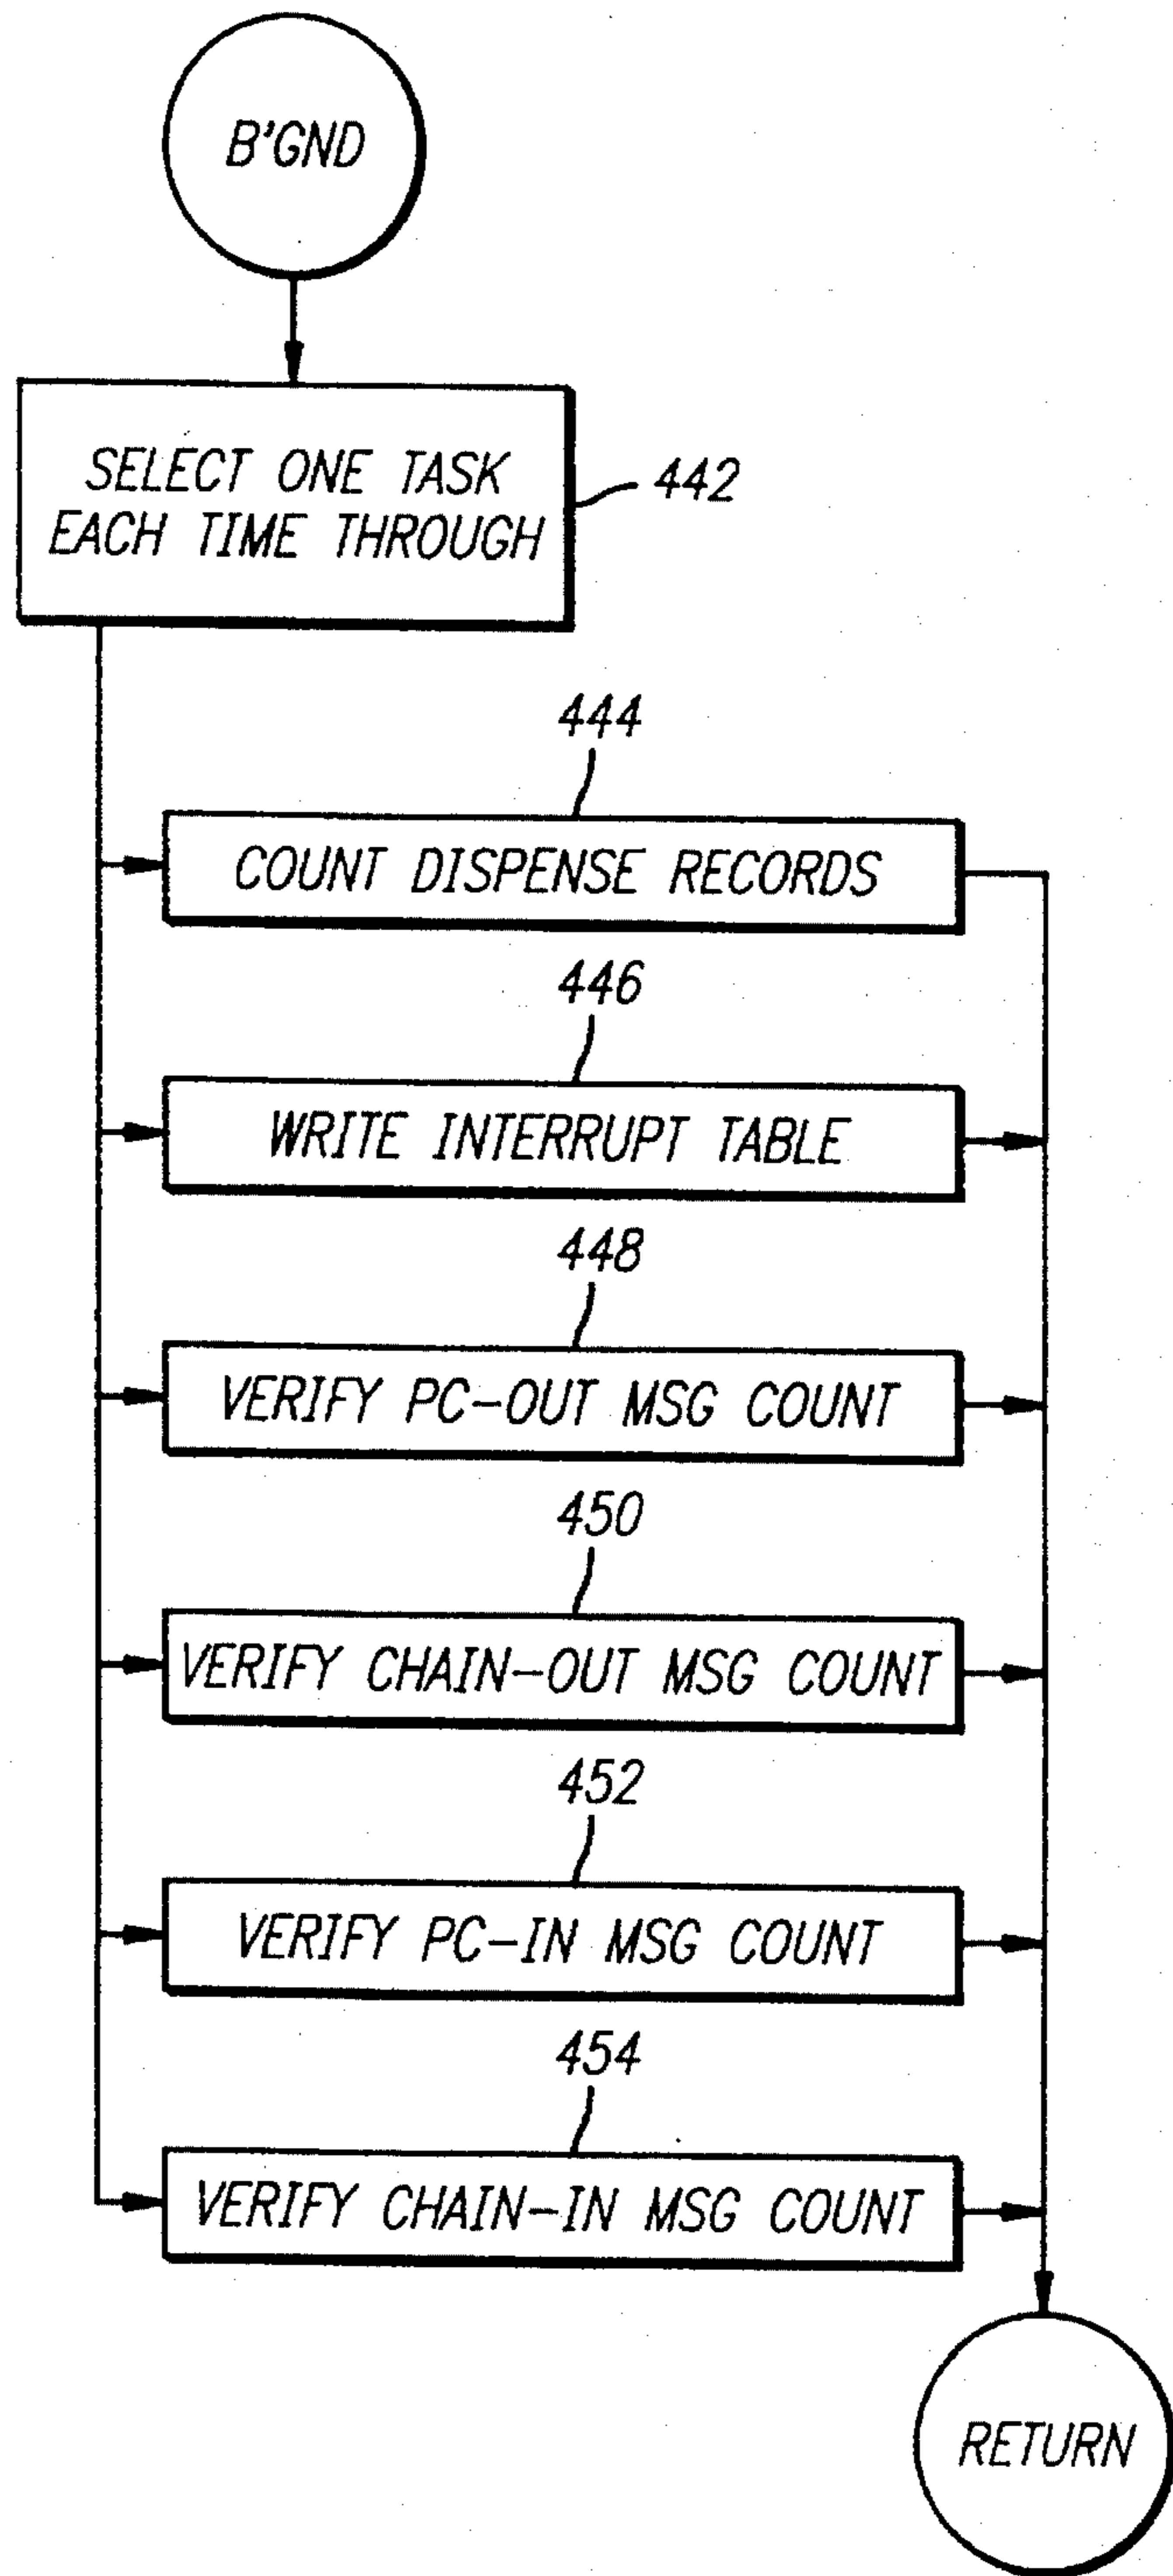 B'GND
SELECT ONE TASK
EACH TIME THROUGH
442
444
COUNT DISPENSE RECORDS
446
WRITE INTERRUPT TABLE
448
VERIFY PC-OUT MSG COUNT
450
VERIFY CHAIN-OUT MSG COUNT
452
VERIFY PC-IN MSG COUNT
454
VERIFY CHAIN-IN MSG COUNT
RETURN